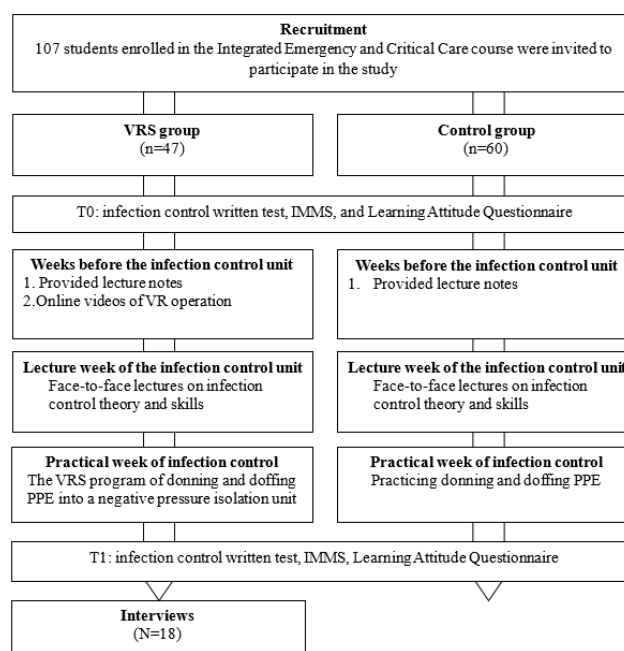 Recruitment
107 students enrolled in the Integrated Emergency and Critical Care course were invited to
participate in the study
VRS group
(n=47)
Control group
(n=60)
T0: infection control written test, IMMS, and Learning Attitude Questionnaire
Weeks before the infection control unit
1. Provided lecture notes
2.Online videos of VR operation
Weeks before the infection control unit
1. Provided lecture notes
Lecture week of the infection control unit
Face-to-face lectures on infection
control theory and skills
Lecture week of the infection control unit
Face-to-face lectures on infection
control theory and skills
Practical week of infection control
The VRS program of donning and doffing
PPE into a negative pressure isolation unit
Practical week of infection control
Practicing donning and doffing PPE
T1: infection control written test, IMMS, Learning Attitude Questionnaire
Interviews
(N=18)